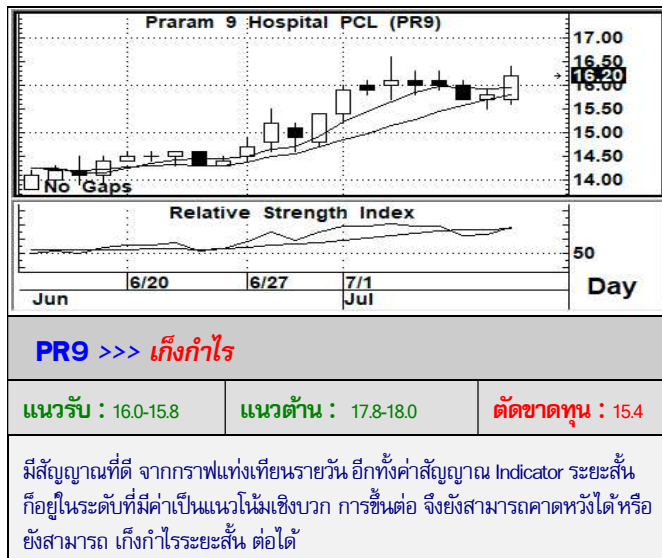 Praram 9 Hospital PCL (PR9)
17.00
16.50
16.20
16.00
15.50
15.00
14.50
14.00
No Gaps
Relative Strength Index
50
6/20 6/27 7/1
Jun Jul
Day
PR9 >>> เก็งกำไร
แนวรับ : 16.0-15.8 แนวต้าน : 17.8-18.0 ตัดขาดทุน : 15.4
มีสัญญาณที่ดี จากกราฟแท่งเทียนรายวัน อีกทั้งค่าสัญญาณ Indicator ระยะสั้น
ก็อยู่ในระดับที่มีค่าเป็นแนวโน้มเชิงบวก การขึ้นต่อ จึงยังสามารถคาดหวังได้หรือ
ยังสามารถ เก็งกำไรระยะสั้น ต่อได้